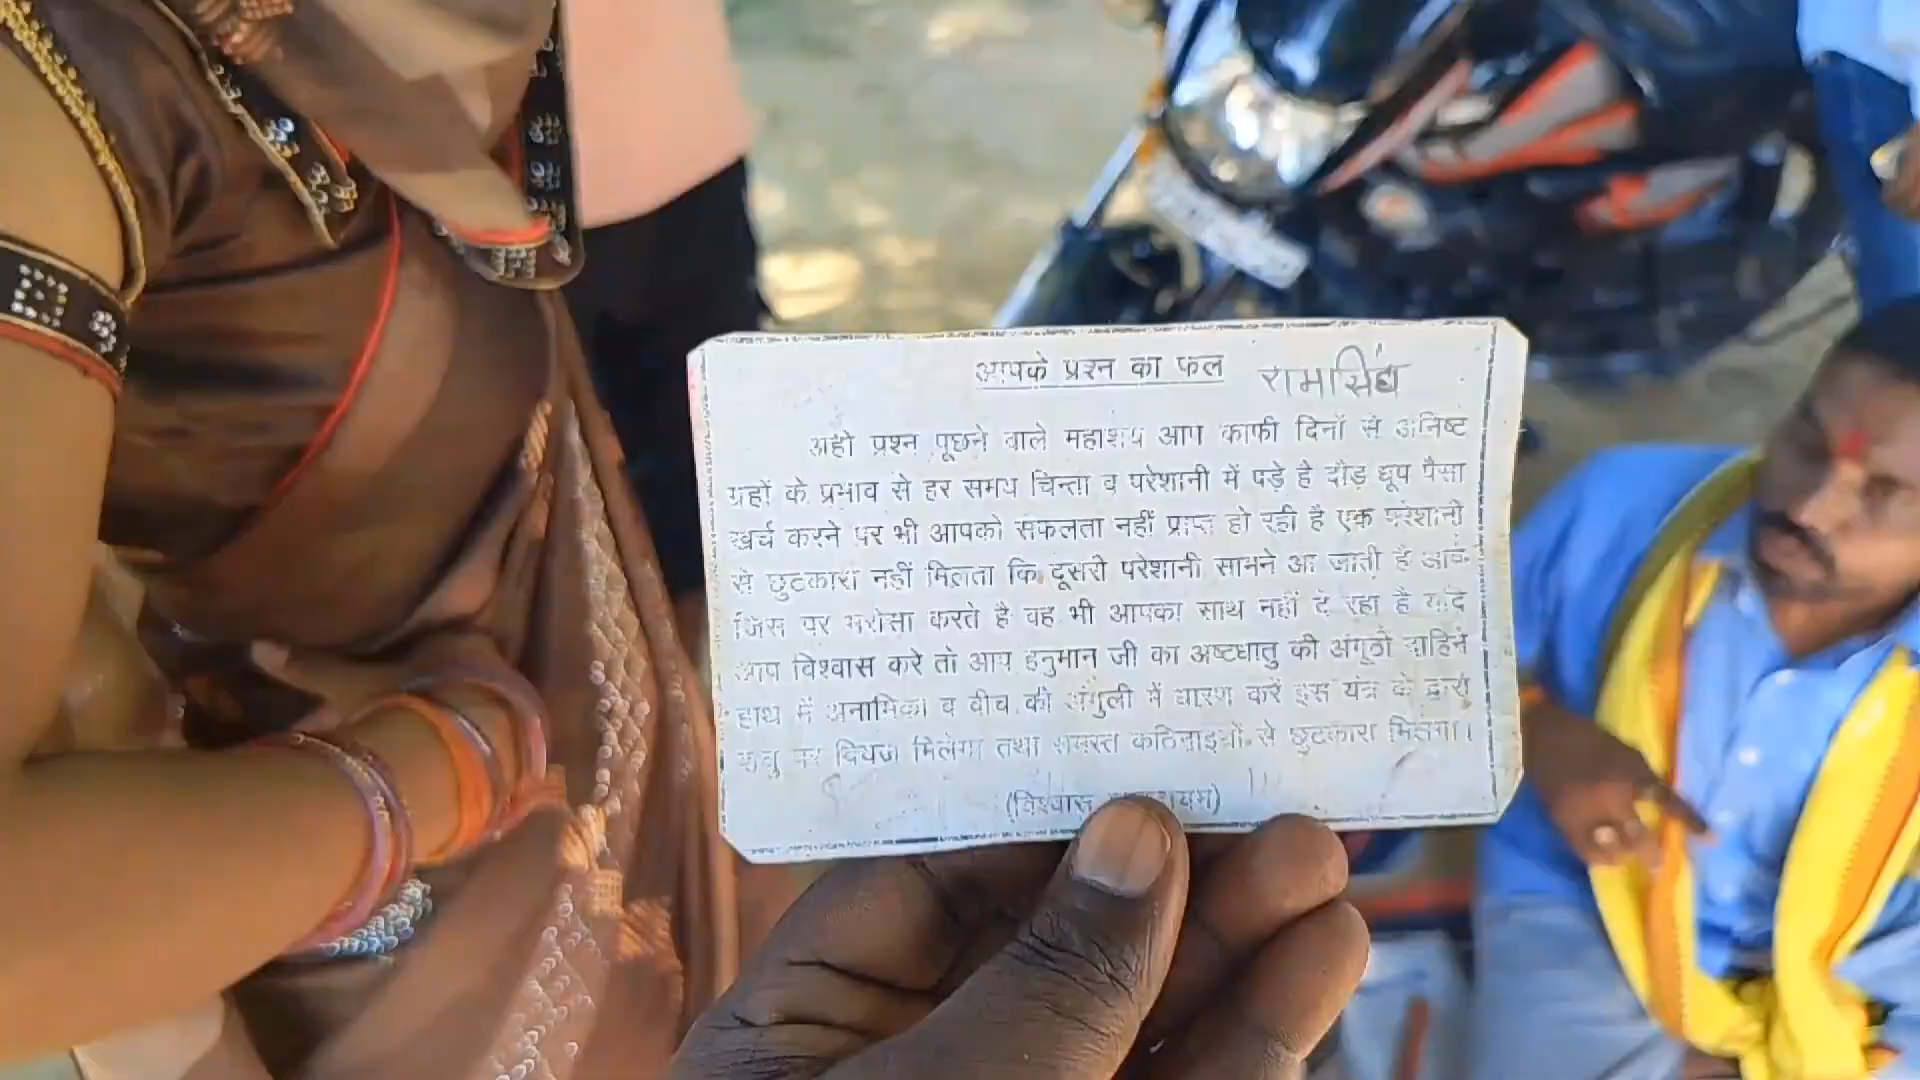 आपके प्रश्न का फल रामसिंह
अहो प्रश्न पूछने वाले महाशय आप काफी दिनों से अनिष्ट
ग्रहों के प्रभाव से हर समय चिन्ता व परेशानी में पड़े है दौड़ धूप पैसा
खर्च करने पर भी आपको सफलता नहीं प्राप्त हो रही है एक परेशानी
से छुटकारा नहीं मिलता कि दूसरी परेशानी सामने आ जाती है आप
जिस पर भरोसा करते है वह भी आपका साथ नहीं दे रहा है यदि
आप विश्वास करे तो आप हनुमान जी का अष्टधातु की अंगूठी दाहिने
हाथ में अनामिका व बीच की अंगुली में धारण करें इस यंत्र के द्वारा
शत्रु पर वियज मिलेगा तथा समस्त कठिनाइयों से छुटकारा मिलेगा।
(विश्वास